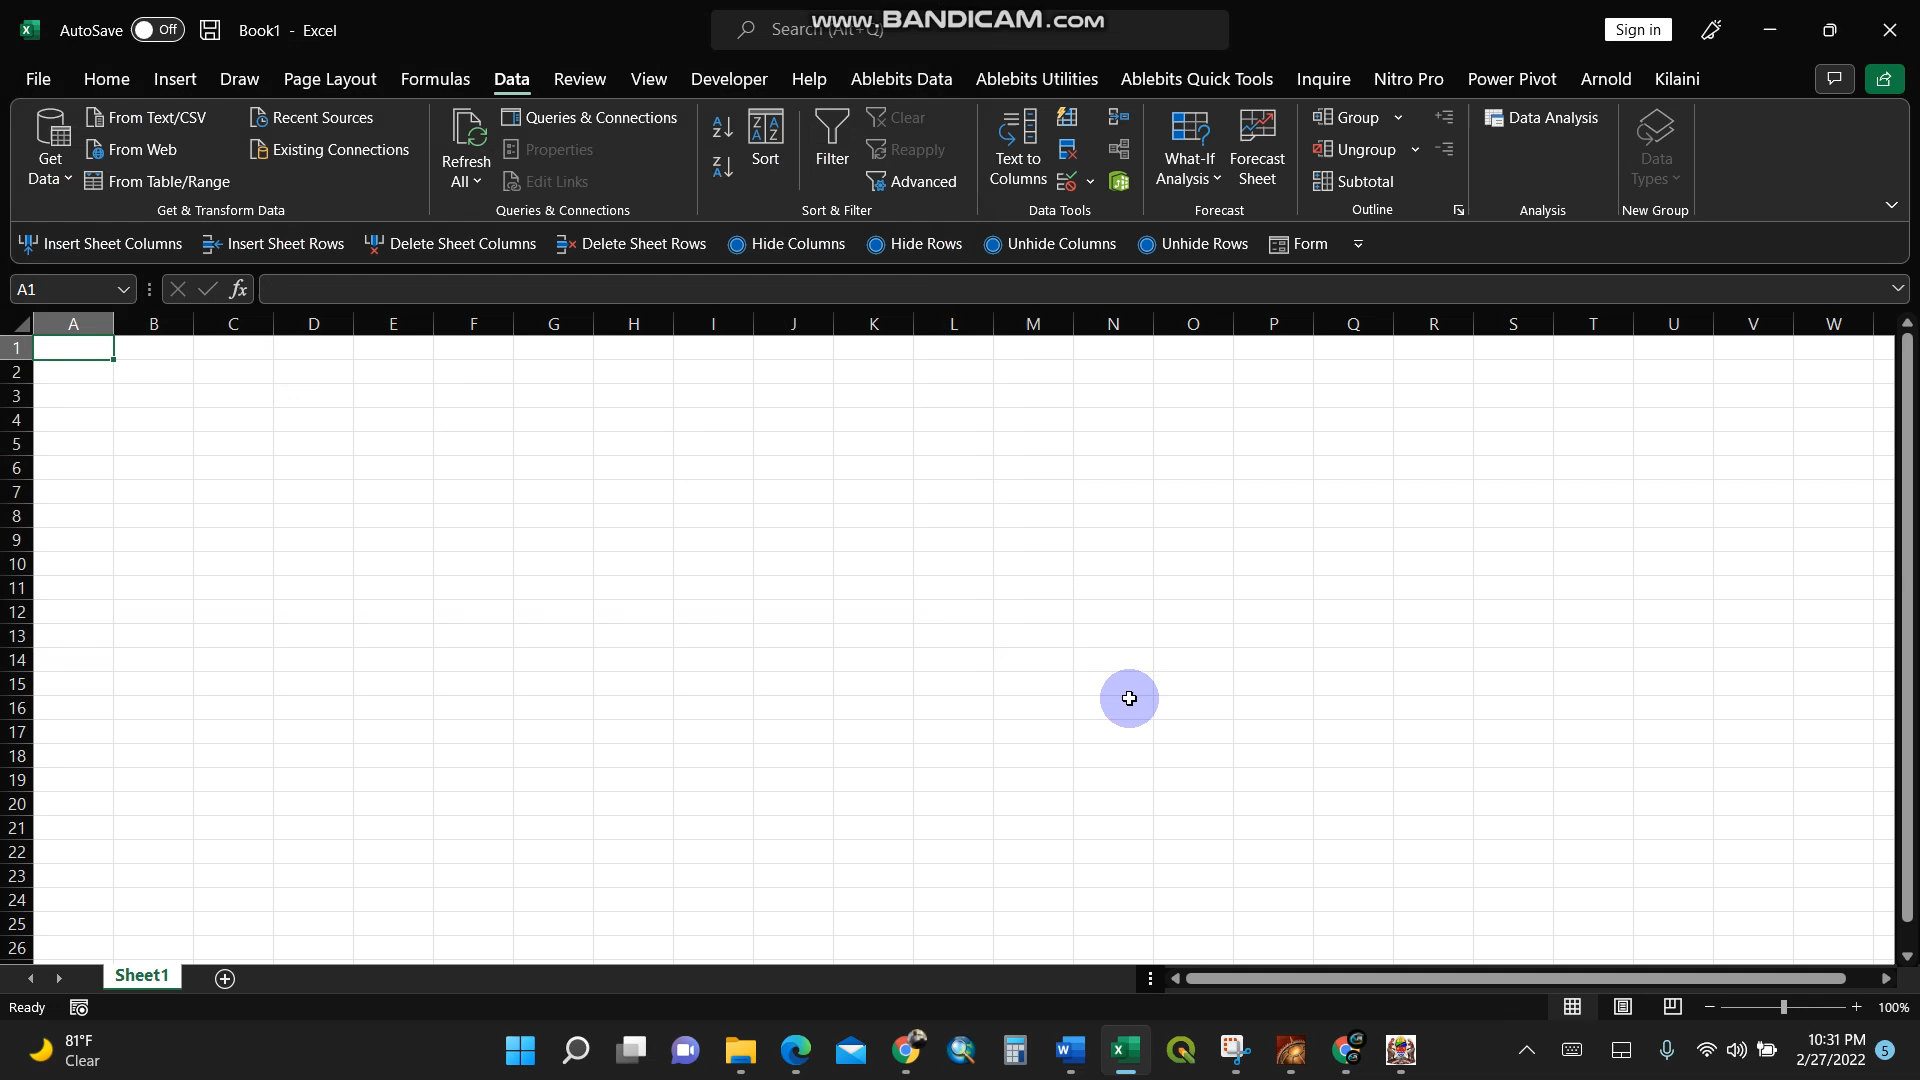 www.BANDICAM.com
AutoSave Off Book1 - Excel Search (Alt+Q) Sign in
File Home Insert Draw Page Layout Formulas Data Review View Developer Help Ablebits Data Ablebits Utilities Ablebits Quick Tools Inquire Nitro Pro Power Pivot Arnold Kilaini
Get Data
From Text/CSV
From Web
From Table/Range
Recent Sources
Existing Connections
Get & Transform Data
Refresh All
Queries & Connections
Properties
Edit Links
Queries & Connections
Sort
Filter
Clear
Reapply
Advanced
Sort & Filter
Text to Columns
Data Tools
What-If Analysis
Forecast Sheet
Forecast
Group
Ungroup
Subtotal
Outline
Data Analysis
Analysis
Data Types
New Group
Insert Sheet Columns Insert Sheet Rows Delete Sheet Columns Delete Sheet Rows Hide Columns Hide Rows Unhide Columns Unhide Rows Form
A1 fx
A B C D E F G H I J K L M N O P Q R S T U V W
1
2
3
4
5
6
7
8
9
10
11
12
13
14
15
16
17
18
19
20
21
22
23
24
25
26
Sheet1
Ready 100%
81°F
Clear
10:31 PM
2/27/2022
5